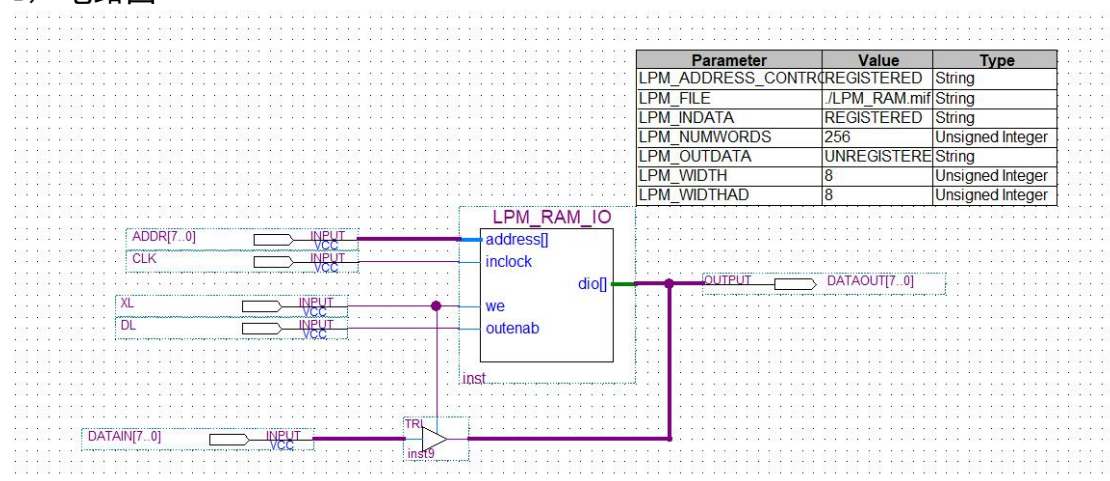 Parameter Value Type
LPM_ADDRESS_CONTRO REGISTERED String
LPM_FILE ./LPM_RAM.mif String
LPM_INDATA REGISTERED String
LPM_NUMWORDS 256 Unsigned Integer
LPM_OUTDATA UNREGISTERE String
LPM_WIDTH 8 Unsigned Integer
LPM_WIDTHAD 8 Unsigned Integer
LPM_RAM_IO
ADDR[7..0] INPUT VCC address[]
CLK INPUT VCC inclock
dio[] OUTPUT DATAOUT[7..0]
XL INPUT VCC we
DL INPUT VCC outenab
inst
TRI
DATAIN[7..0] INPUT VCC
inst9